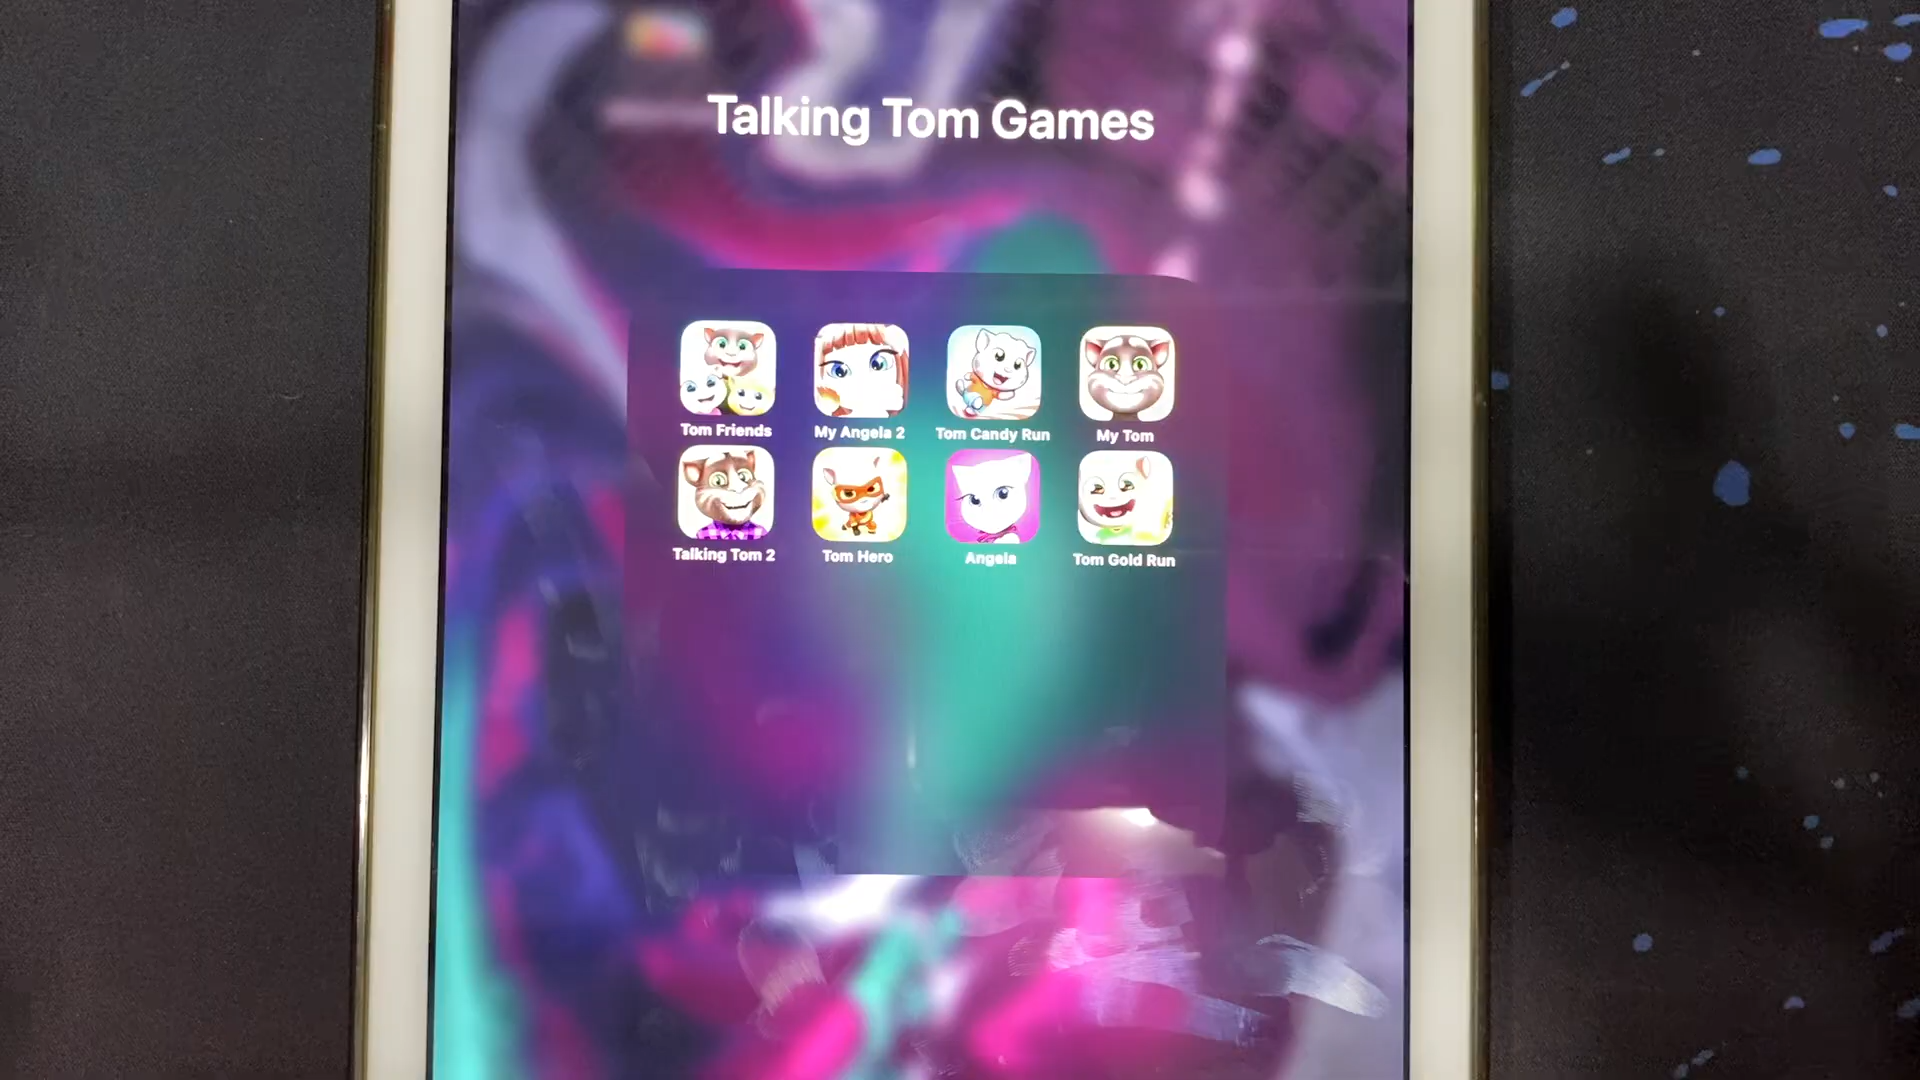 Talking Tom Games
Tom Friends
My Angela 2
Tom Candy Run
My Tom
Talking Tom 2
Tom Hero
Angela
Tom Gold Run